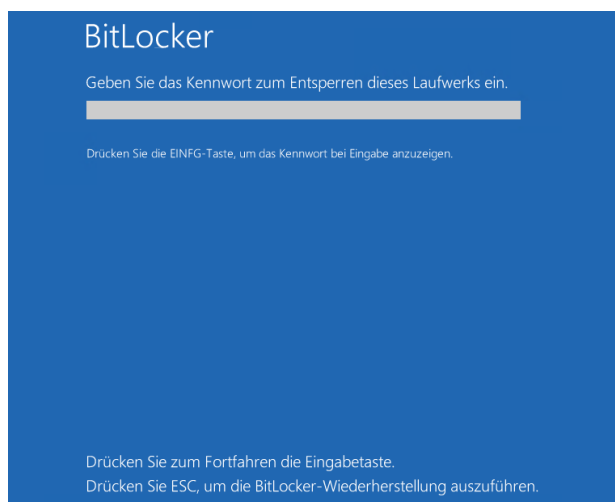 BitLocker
Geben Sie das Kennwort zum Entsperren dieses Laufwerks ein.
Drücken Sie die EINFG-Taste, um das Kennwort bei Eingabe anzuzeigen.
Drücken Sie zum Fortfahren die Eingabetaste.
Drücken Sie ESC, um die BitLocker-Wiederherstellung auszuführen.